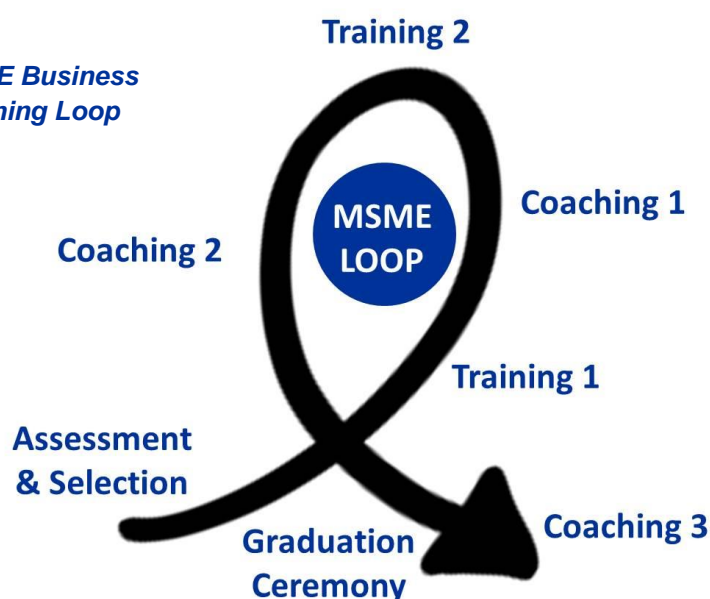 Training 2
E Business
ning Loop
MSME
LOOP
Coaching 1
Coaching 2
Training 1
Assessment
& Selection
Graduation
Ceremony
Coaching 3